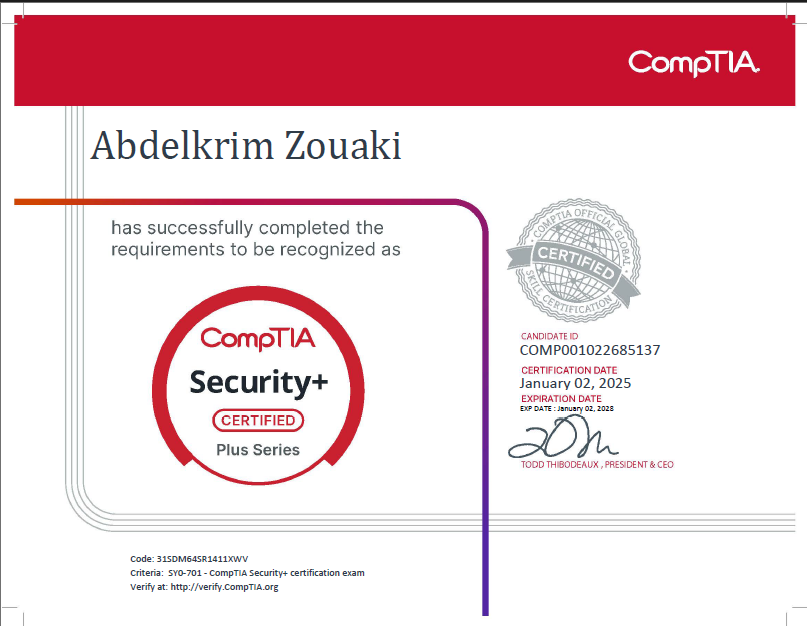 CompTIA.
Abdelkrim Zouaki
has successfully completed the
requirements to be recognized as
CompTIA
Security+
CERTIFIED
Plus Series
COMPTIA OFFICIAL GLOBAL
CERTIFIED
SKILL CERTIFICATION
CANDIDATE ID
COMP001022685137
CERTIFICATION DATE
January 02, 2025
EXPIRATION DATE
EXP DATE : January 02, 2028
TODD THIBODEAUX , PRESIDENT & CEO
Code: 31SDM64SR1411XWV
Criteria: SY0-701 - CompTIA Security+ certification exam
Verify at: http://verify.CompTIA.org